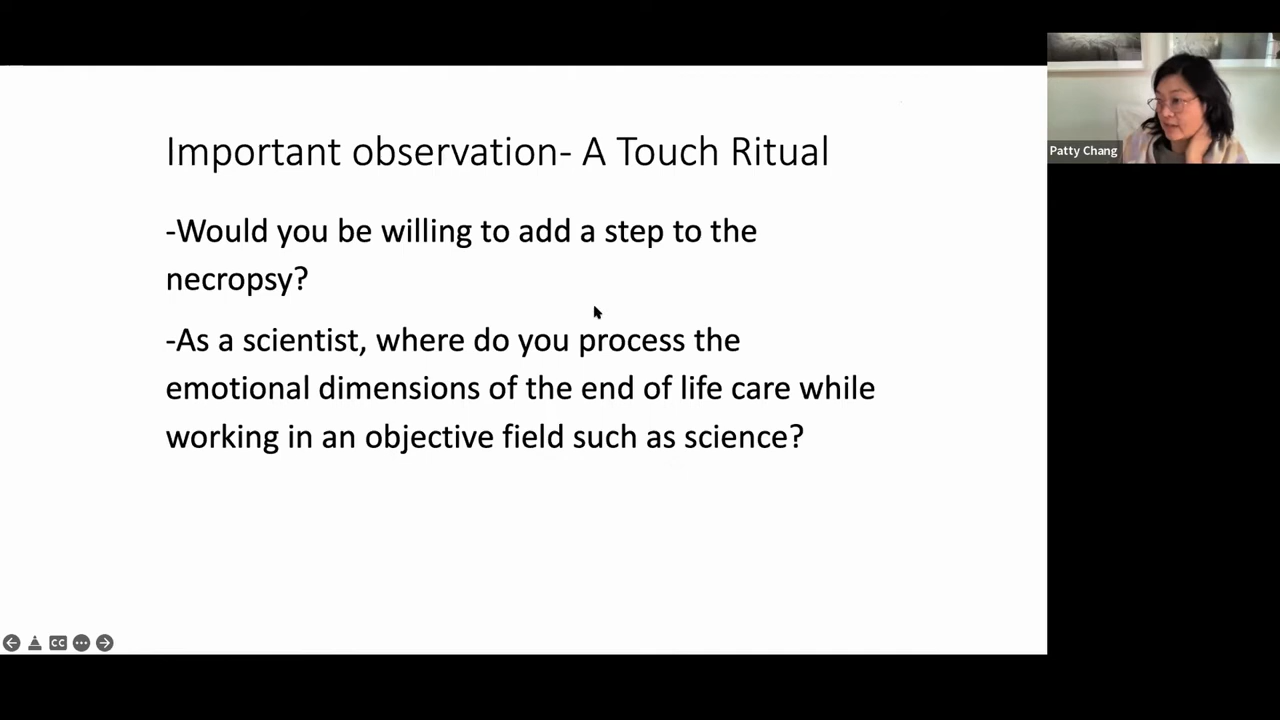 Important observation- A Touch Ritual
-Would you be willing to add a step to the
necropsy?
-As a scientist, where do you process the
emotional dimensions of the end of life care while
working in an objective field such as science?
Patty Chang
CC